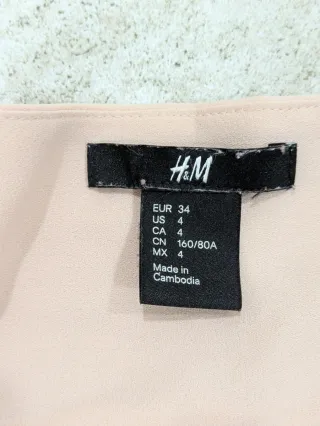 H&M
EUR 34
US 4
CA 4
CN 160/80A
MX 4
Made in
Cambodia